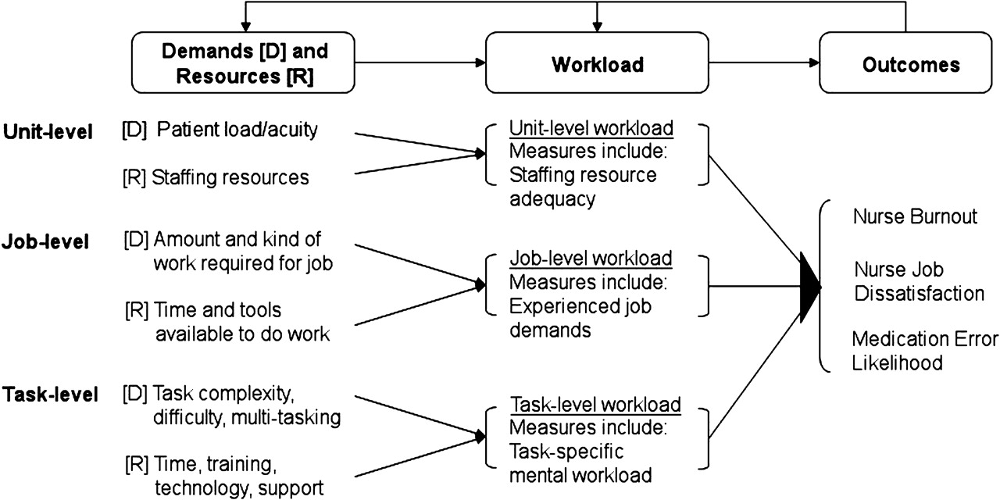 Demands [D] and
Resources [R]
Workload
Outcomes
Unit-level
[D] Patient load/acuity
[R] Staffing resources
Unit-level workload
Measures include:
Staffing resource
adequacy
Job-level
[D] Amount and kind of
work required for job
[R] Time and tools
available to do work
Job-level workload
Measures include:
Experienced job
demands
Task-level
[D] Task complexity,
difficulty, multi-tasking
[R] Time, training,
technology, support
Task-level workload
Measures include:
Task-specific
mental workload
Nurse Burnout
Nurse Job
Dissatisfaction
Medication Error
Likelihood